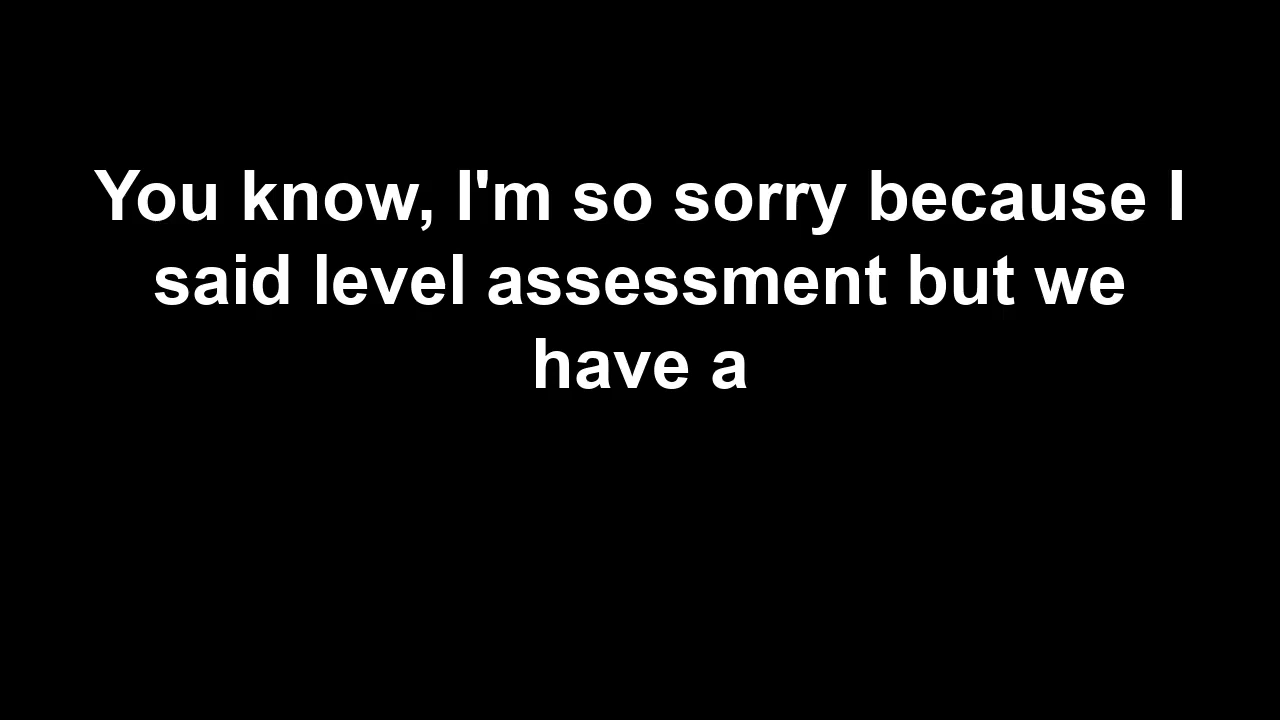 You know, I'm so sorry because I
said level assessment but we
have a